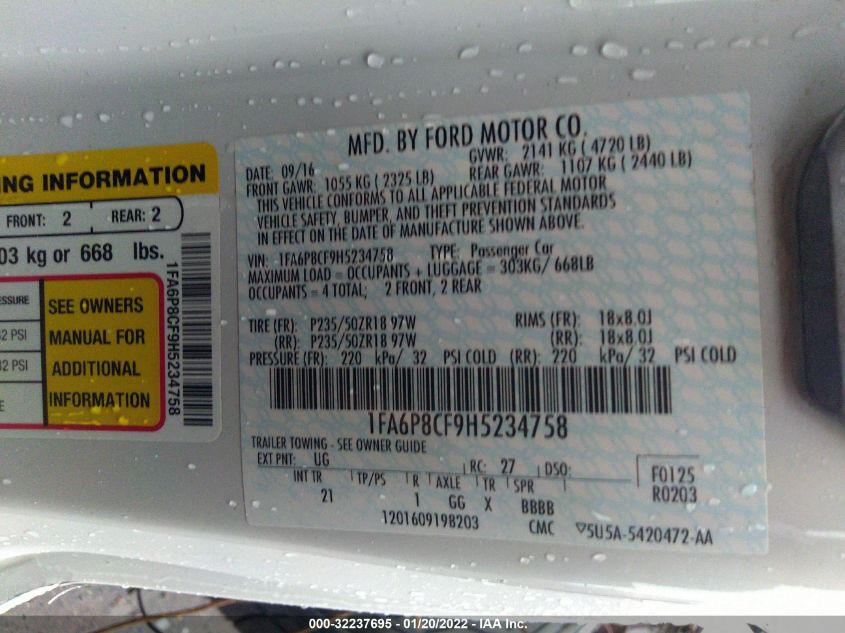 NG INFORMATION
FRONT: 2 REAR: 2
03 kg or 668 lbs.
ESSURE
SEE OWNERS
MANUAL FOR
ADDITIONAL
INFORMATION
32 PSI
32 PSI
E
1FA6P8CF9H5234758
MFD. BY FORD MOTOR CO.
DATE: 09/16 GVWR: 2141 KG ( 4720 LB)
FRONT GAWR: 1055 KG ( 2325 LB) REAR GAWR: 1107 KG ( 2440 LB)
THIS VEHICLE CONFORMS TO ALL APPLICABLE FEDERAL MOTOR
VEHICLE SAFETY, BUMPER, AND THEFT PREVENTION STANDARDS
IN EFFECT ON THE DATE OF MANUFACTURE SHOWN ABOVE.
VIN: 1FA6P8CF9H5234758 TYPE: Passenger Car
MAXIMUM LOAD = OCCUPANTS + LUGGAGE = 303KG/ 668LB
OCCUPANTS = 4 TOTAL; 2 FRONT, 2 REAR
TIRE (FR): P235/50ZR18 97W RIMS (FR): 18x8.0J
(RR): P235/50ZR18 97W (RR): 18x8.0J
PRESSURE (FR): 220 kPa/ 32 PSI COLD (RR): 220 kPa/ 32 PSI COLD
1FA6P8CF9H5234758
TRAILER TOWING - SEE OWNER GUIDE
EXT PNT: UG RC: 27 DSO: F0125
INT TR TP/PS R AXLE TR SPR R0203
21 1 GG X BBBB
1201609198203 CMC ▽5U5A-5420472-AA
000-32237695 - 01/20/2022 - IAA Inc.